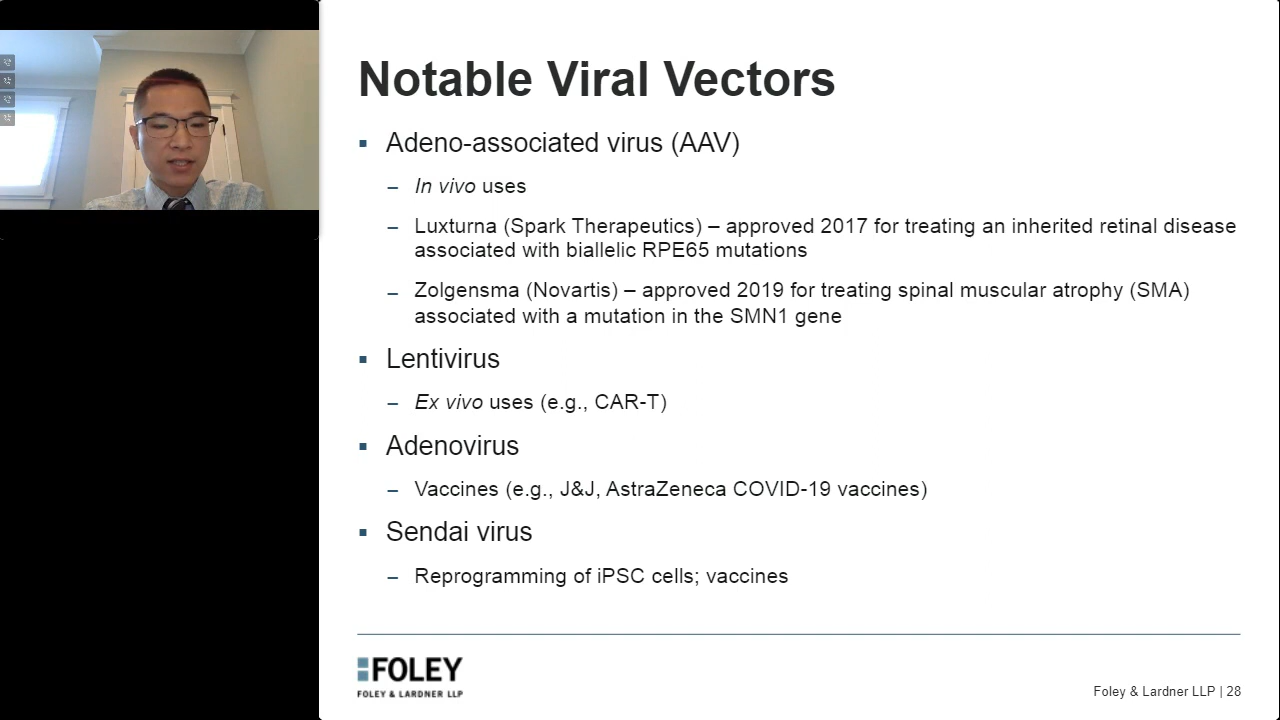 Notable Viral Vectors
▪ Adeno-associated virus (AAV)
– In vivo uses
– Luxturna (Spark Therapeutics) – approved 2017 for treating an inherited retinal disease
associated with biallelic RPE65 mutations
– Zolgensma (Novartis) – approved 2019 for treating spinal muscular atrophy (SMA)
associated with a mutation in the SMN1 gene
▪ Lentivirus
– Ex vivo uses (e.g., CAR-T)
▪ Adenovirus
– Vaccines (e.g., J&J, AstraZeneca COVID-19 vaccines)
▪ Sendai virus
– Reprogramming of iPSC cells; vaccines
FOLEY
FOLEY & LARDNER LLP
Foley & Lardner LLP | 28